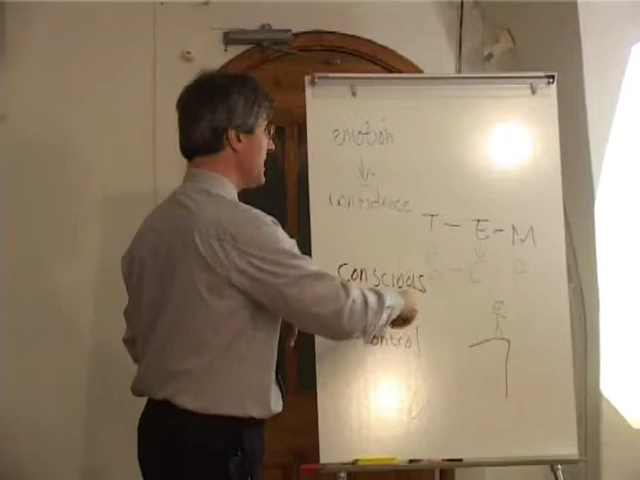 emotion
confidence
T - E - M
S - C - P
Conscious
Control